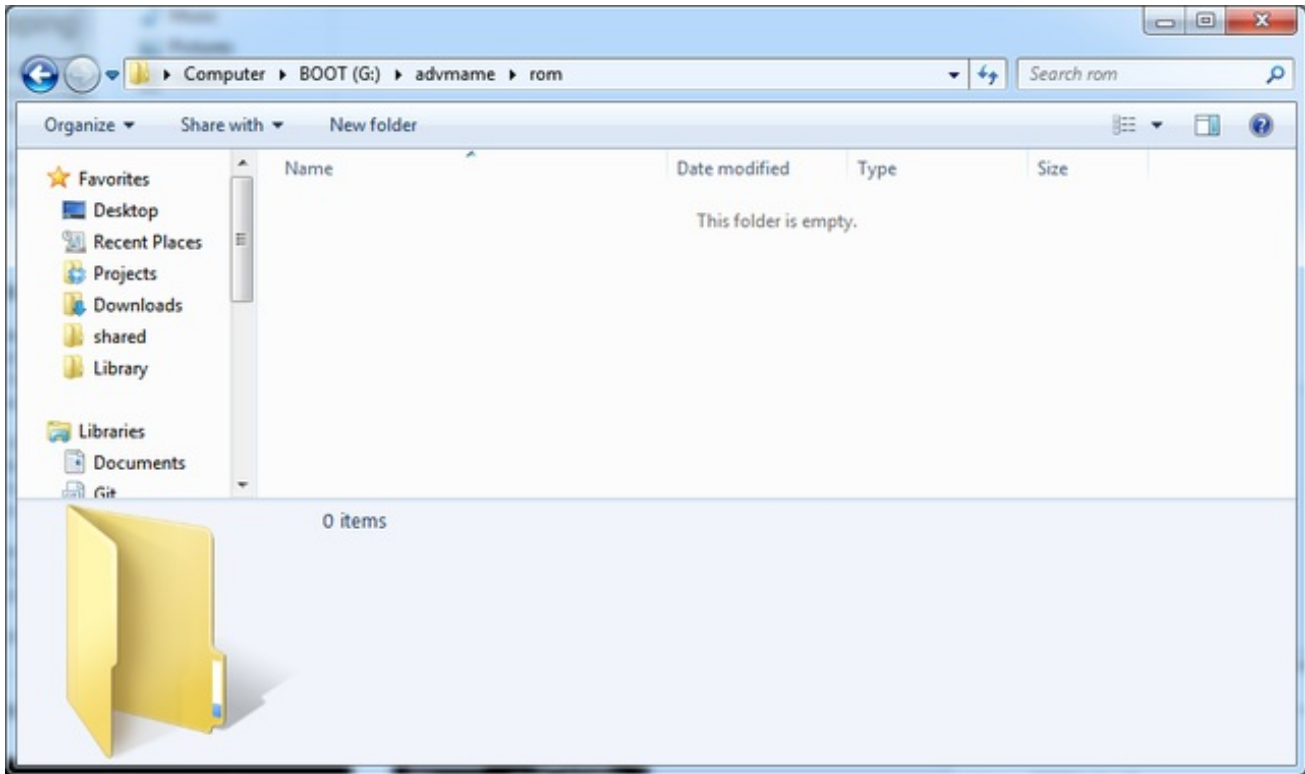 Computer ▸ BOOT (G:) ▸ advmame ▸ rom
Search rom
Organize Share with New folder
Favorites
Desktop
Recent Places
Projects
Downloads
shared
Library
Libraries
Documents
Git
Name Date modified Type Size
This folder is empty.
0 items